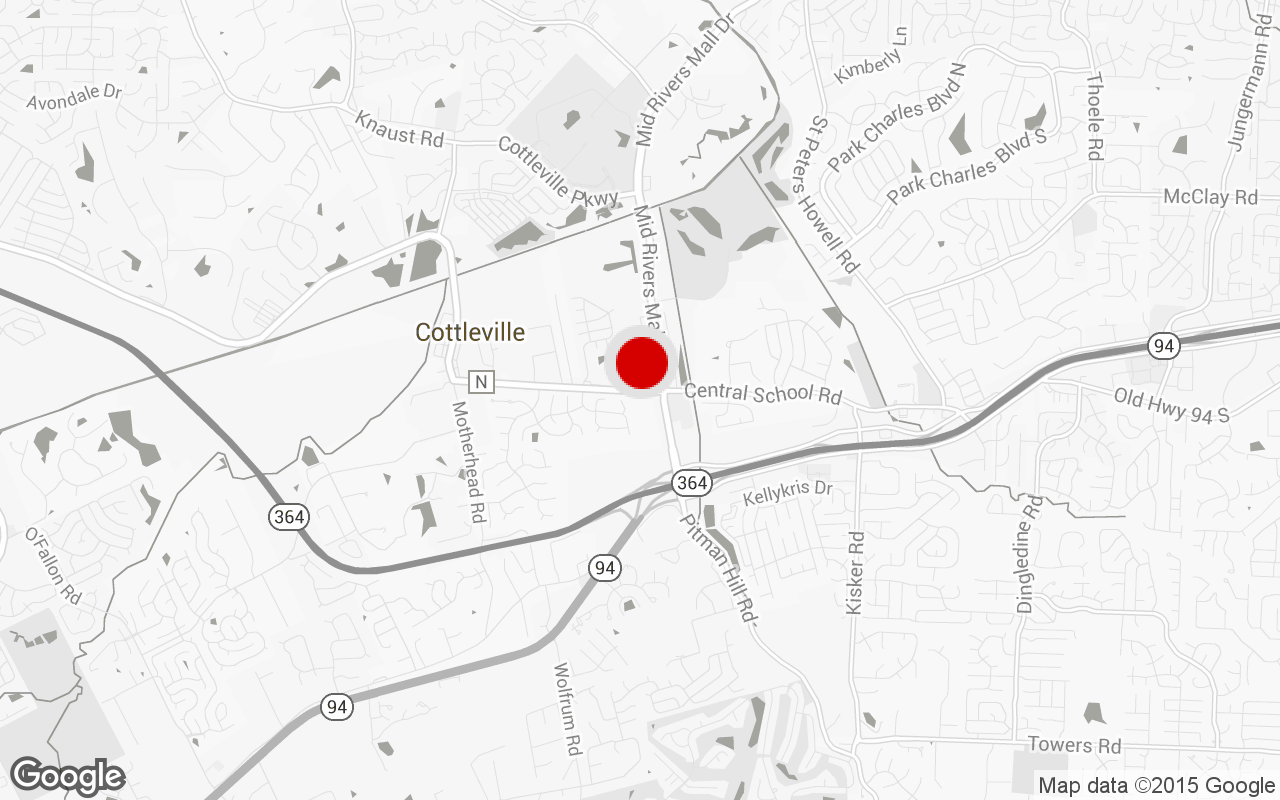 Mid Rivers Mall Dr
Kimberly Ln
Avondale Dr
Knaust Rd
Park Charles Blvd N
Thoele Rd
Jungermann Rd
Cottleville Pkwy
St Peters Howell Rd
Park Charles Blvd S
McClay Rd
Mid Rivers Ma
Cottleville
94
N
Central School Rd
Old Hwy 94 S
Motherhead Rd
364
364
Kellykris Dr
O'Fallon Rd
94
Pitman Hill Rd
Kisker Rd
Dingledine Rd
Wolfrum Rd
94
Towers Rd
Google
Map data ©2015 Google